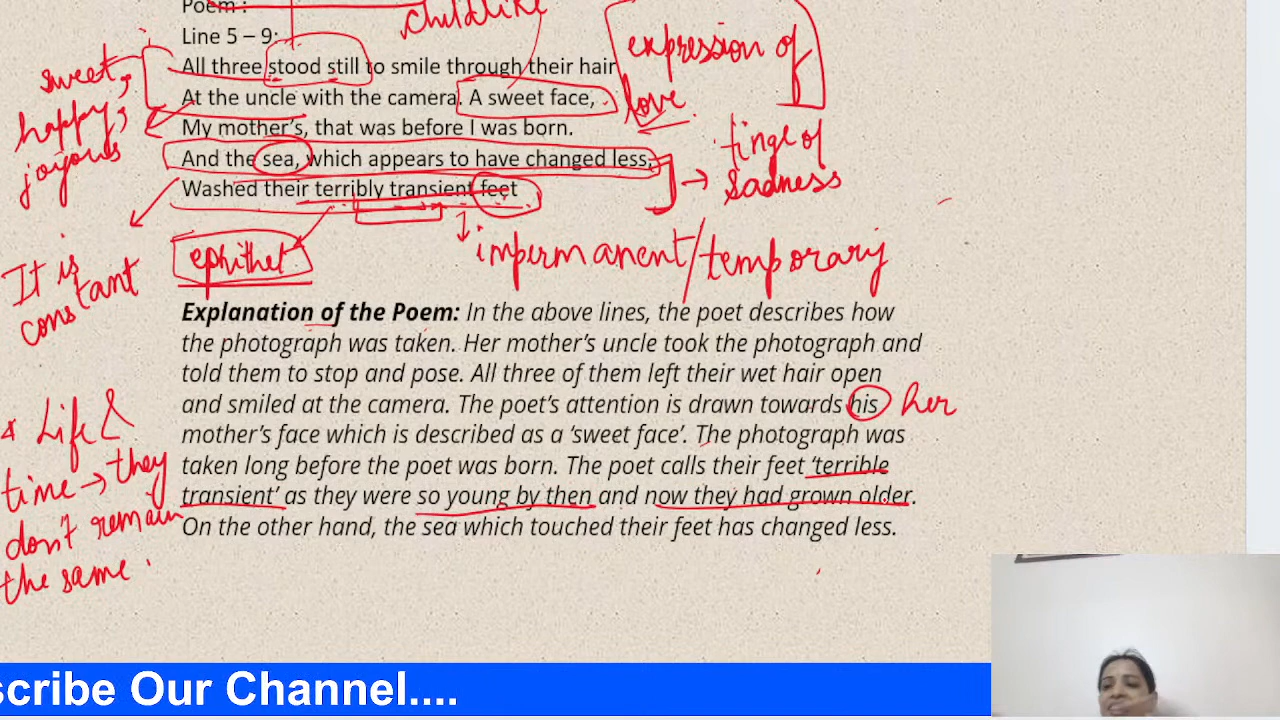 Poem :
childlike
Line 5 – 9:
expression of
love
sweet,
happy,
joyous
All three stood still to smile through their hair
At the uncle with the camera. A sweet face,
My mother's, that was before I was born.
And the sea, which appears to have changed less,
Washed their terribly transient feet
tinge of
sadness
It is
constant
ephithet
impermanent/temporary
Explanation of the Poem: In the above lines, the poet describes how
the photograph was taken. Her mother's uncle took the photograph and
told them to stop and pose. All three of them left their wet hair open
and smiled at the camera. The poet's attention is drawn towards his her
mother's face which is described as a 'sweet face'. The photograph was
taken long before the poet was born. The poet calls their feet 'terrible
transient' as they were so young by then and now they had grown older.
On the other hand, the sea which touched their feet has changed less.
Life &
time → they
don't remain
the same .
scribe Our Channel....